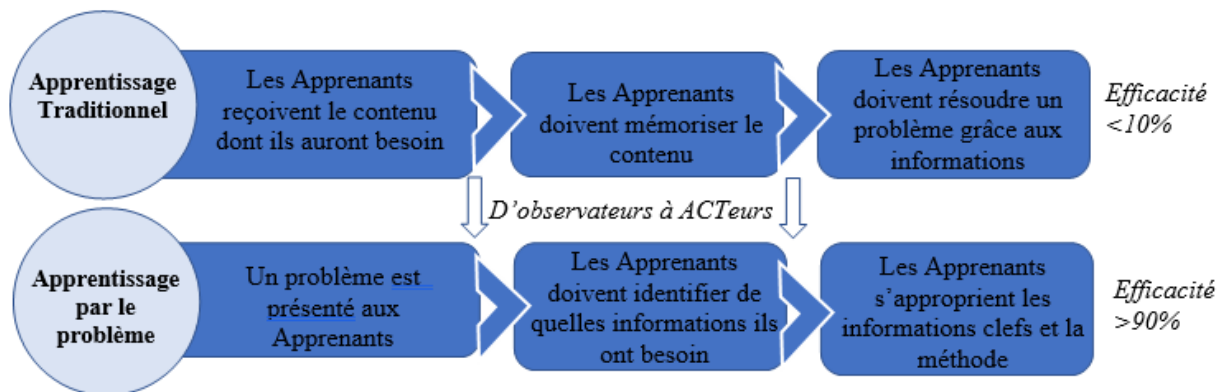 Apprentissage
Traditionnel
Les Apprenants
reçoivent le contenu
dont ils auront besoin
Les Apprenants
doivent mémoriser le
contenu
Les Apprenants
doivent résoudre un
problème grâce aux
informations
Efficacité
<10%
D'observateurs à ACTeurs
Apprentissage
par le
problème
Un problème est
présenté aux
Apprenants
Les Apprenants
doivent identifier de
quelles informations ils
ont besoin
Les Apprenants
s'approprient les
informations clefs et la
méthode
Efficacité
>90%